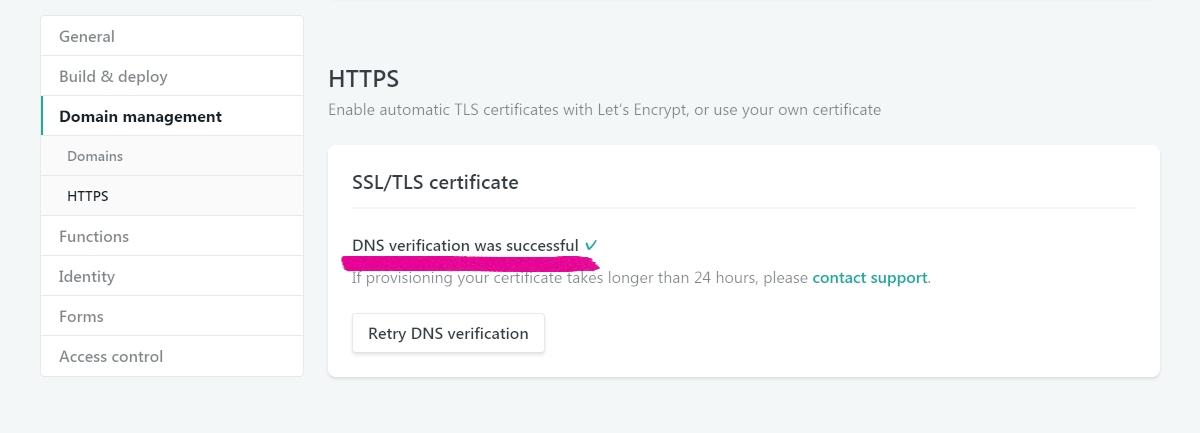 General
Build & deploy
Domain management
Domains
HTTPS
Functions
Identity
Forms
Access control
HTTPS
Enable automatic TLS certificates with Let's Encrypt, or use your own certificate
SSL/TLS certificate
DNS verification was successful ✓
If provisioning your certificate takes longer than 24 hours, please contact support.
Retry DNS verification